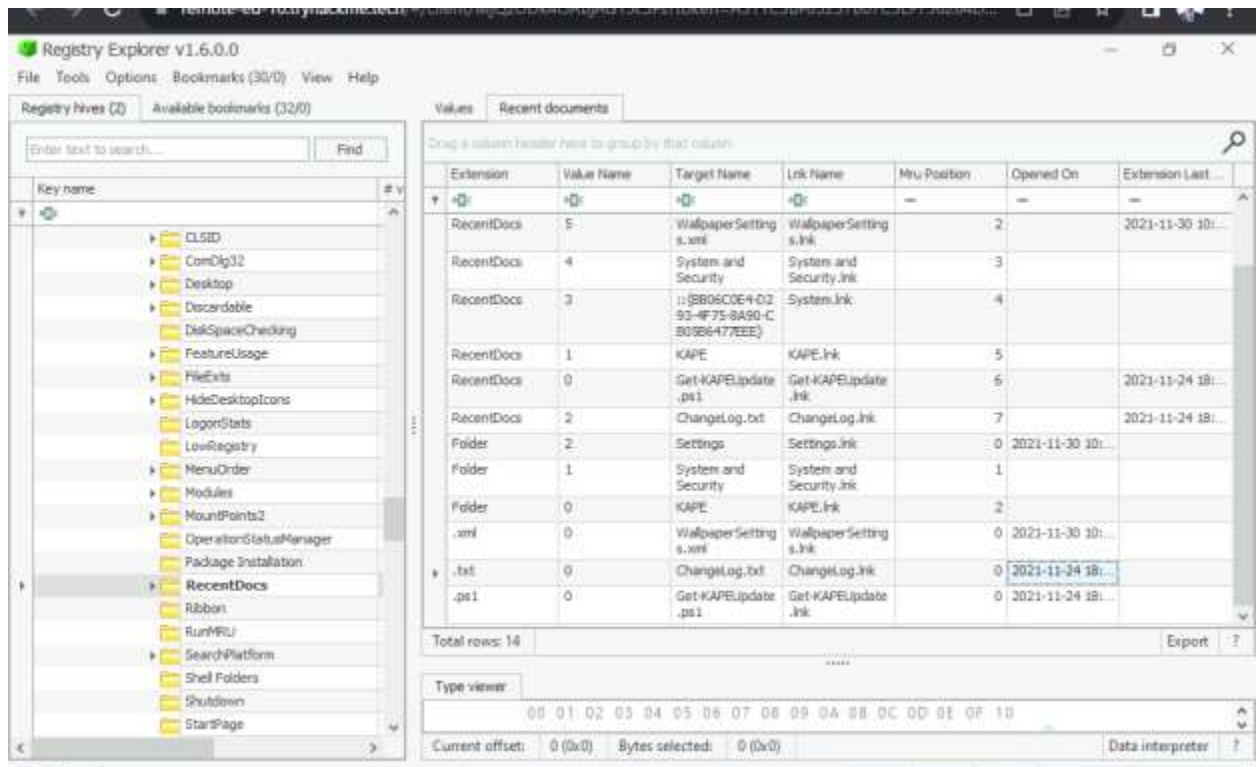 Registry Explorer v1.6.0.0
File Tools Options Bookmarks (30/0) View Help
Registry hives (2) Available bookmarks (32/0)
Enter text to search... Find
Key name # v
CLSID
ComDlg32
Desktop
Discardable
DiskSpaceChecking
FeatureUsage
FileExts
HideDesktopIcons
LogonStats
LowRegistry
MenuOrder
Modules
MountPoints2
OperationStatusManager
Package Installation
RecentDocs
Ribbon
RunMRU
SearchPlatform
Shell Folders
Shutdown
StartPage
Values Recent documents
Drag a column header here to group by that column
Extension Value Name Target Name Lnk Name Mru Position Opened On Extension Last ...
RecentDocs 5 WallpaperSetting WallpaperSetting 2 2021-11-30 10:...
s.xml s.lnk
RecentDocs 4 System and System and 3
Security Security.lnk
RecentDocs 3 ::{BB06C0E4-D2 System.lnk 4
93-4F75-8A90-C
B05B6477EEE}
RecentDocs 1 KAPE KAPE.lnk 5
RecentDocs 0 Get-KAPEUpdate Get-KAPEUpdate 6 2021-11-24 18:...
.ps1 .lnk
RecentDocs 2 ChangeLog.txt ChangeLog.lnk 7 2021-11-24 18:...
Folder 2 Settings Settings.lnk 0 2021-11-30 10:...
Folder 1 System and System and 1
Security Security.lnk
Folder 0 KAPE KAPE.lnk 2
.xml 0 WallpaperSetting WallpaperSetting 0 2021-11-30 10:...
s.xml s.lnk
.txt 0 ChangeLog.txt ChangeLog.lnk 0 2021-11-24 18:...
.ps1 0 Get-KAPEUpdate Get-KAPEUpdate 0 2021-11-24 18:...
.ps1 .lnk
Total rows: 14 Export ?
Type viewer
00 01 02 03 04 05 06 07 08 09 0A 0B 0C 0D 0E 0F 10
Current offset: 0 (0x0) Bytes selected: 0 (0x0) Data interpreter ?